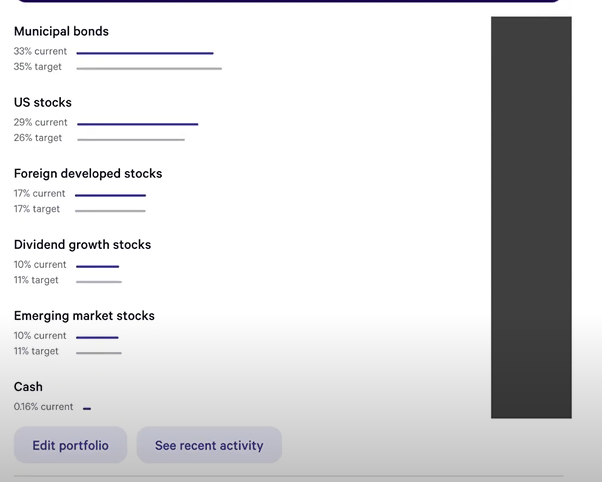 Municipal bonds
33% current
35% target
US stocks
29% current
26% target
Foreign developed stocks
17% current
17% target
Dividend growth stocks
10% current
11% target
Emerging market stocks
10% current
11% target
Cash
0.16% current
Edit portfolio
See recent activity